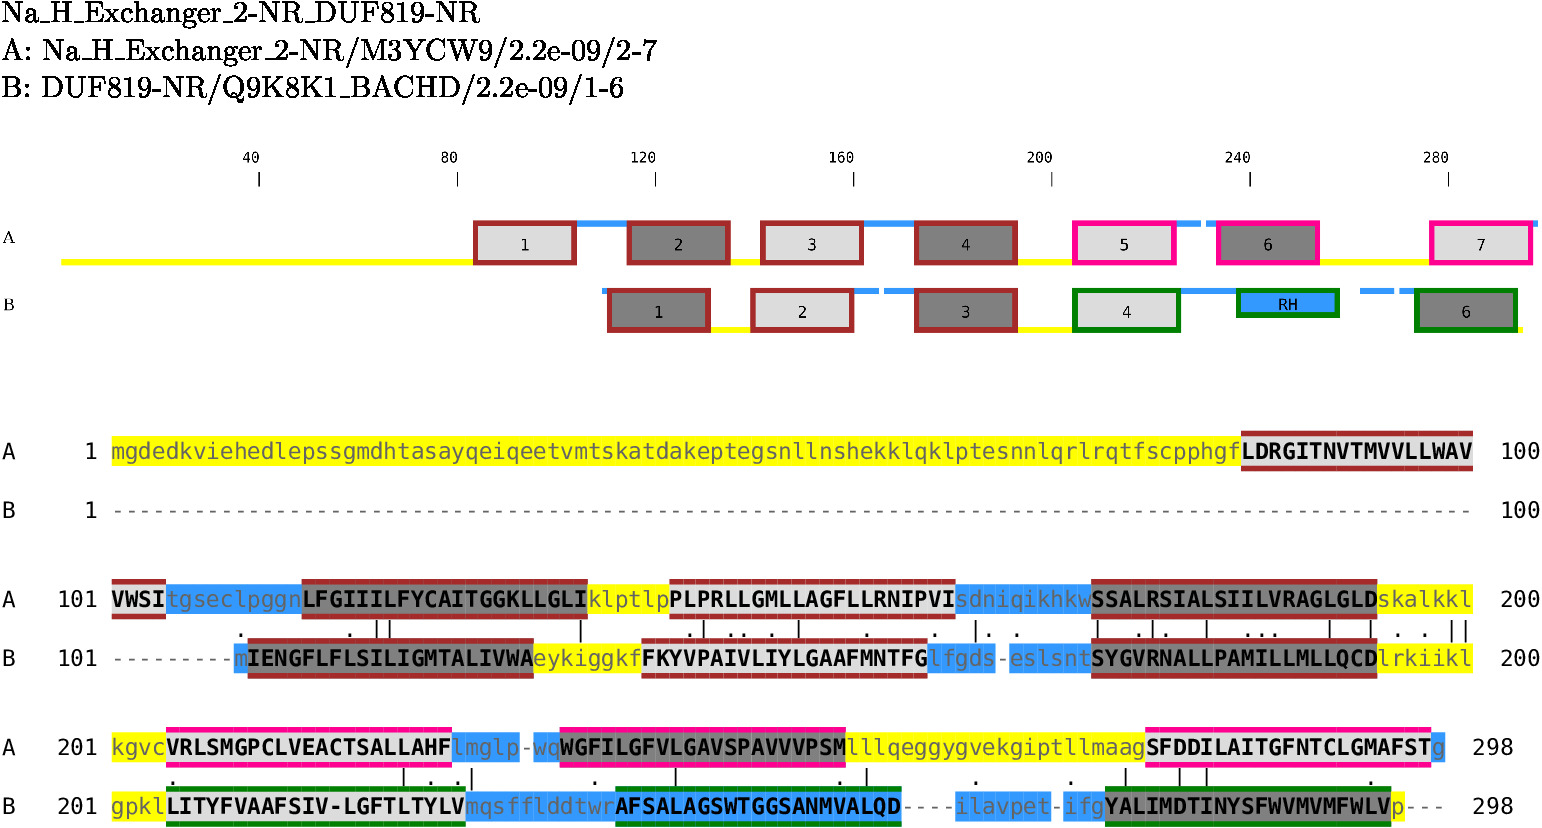 Na_H_Exchanger_2-NR_DUF819-NR
A: Na_H_Exchanger_2-NR/M3YCW9/2.2e-09/2-7
B: DUF819-NR/Q9K8K1_BACHD/2.2e-09/1-6
40 80 120 160 200 240 280
A 1 2 3 4 5 6 7
B 1 2 3 4 RH 6
A 1 mgdedkviehedlepssgmdhtasayqeiqeetvmtskatdakeptegsnllnshekklqklptesnnlqrlrqtfscpphgfLDRGITNVTMVVLLWAV 100
B 1 ---------------------------------------------------------------------------------------------------- 100
A 101 VWSItgseclpggnLFGIIILFYCAITGGKLLGLIklptlpPLPRLLGMLLAGFLLRNIPVIsdniqikhkwSSALRSIALSIILVRAGLGLDskalkkl 200
B 101 ---------mIENGFLFLSILIGMTALIVWAeykiggkfFKYVPAIVLIYLGAAFMNTFGlfgds-eslsntSYGVRNALLPAMILLMLLQCDlrkiikl 200
A 201 kgvcVRLSMGPCLVEACTSALLAHFlmglp-wqWGFILGFVLGAVSPAVVVPSMlllqeggygvekgiptllmaagSFDDILAITGFNTCLGMAFSTg 298
B 201 gpklLITYFVAAFSIV-LGFTLTYLVmqsfflddtwrAFSALAGSWTGGSANMVALQD----ilavpet-ifgYALIMDTINYSFWVMVMFWLVp--- 298